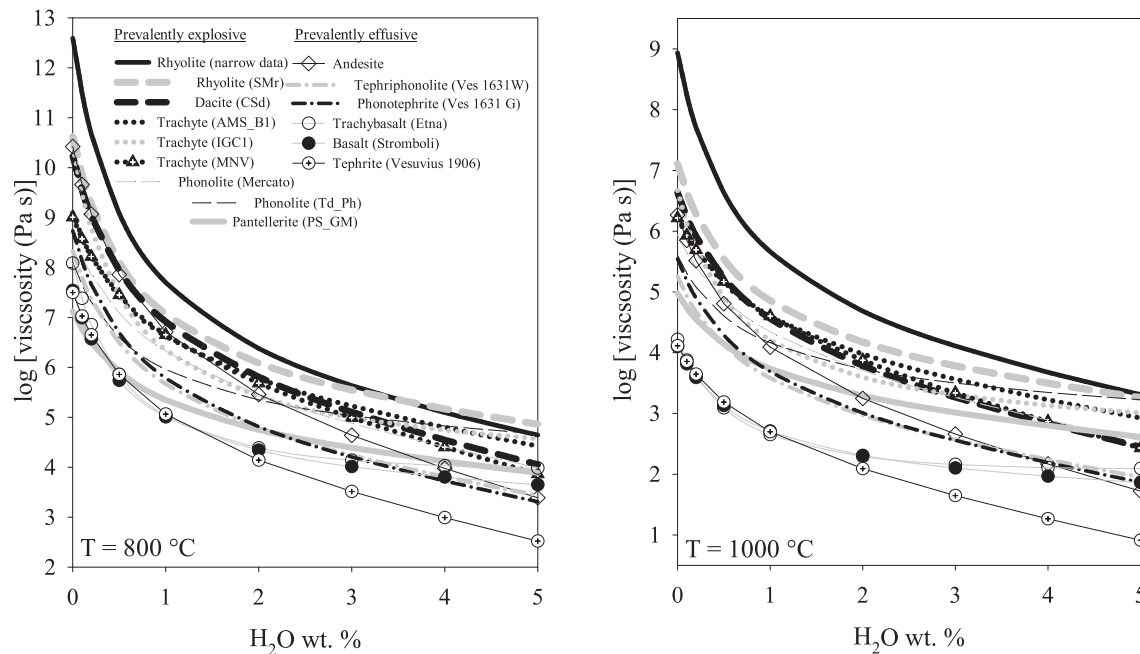 13
12
11
10
9
8
7
6
5
4
3
2
log [viscsosity (Pa s)]
Prevalently explosive Prevalently effusive
Rhyolite (narrow data) Andesite
Rhyolite (SMr) Tephriphonolite (Ves 1631W)
Dacite (CSd) Phonotephrite (Ves 1631 G)
Trachyte (AMS_B1) Trachybasalt (Etna)
Trachyte (IGC1) Basalt (Stromboli)
Trachyte (MNV) Tephrite (Vesuvius 1906)
Phonolite (Mercato)
Phonolite (Td_Ph)
Pantellerite (PS_GM)
T = 800 °C
0 1 2 3 4 5
H2O wt. %
9
8
7
6
5
4
3
2
1
log [viscsosity (Pa s)]
T = 1000 °C
0 1 2 3 4 5
H2O wt. %